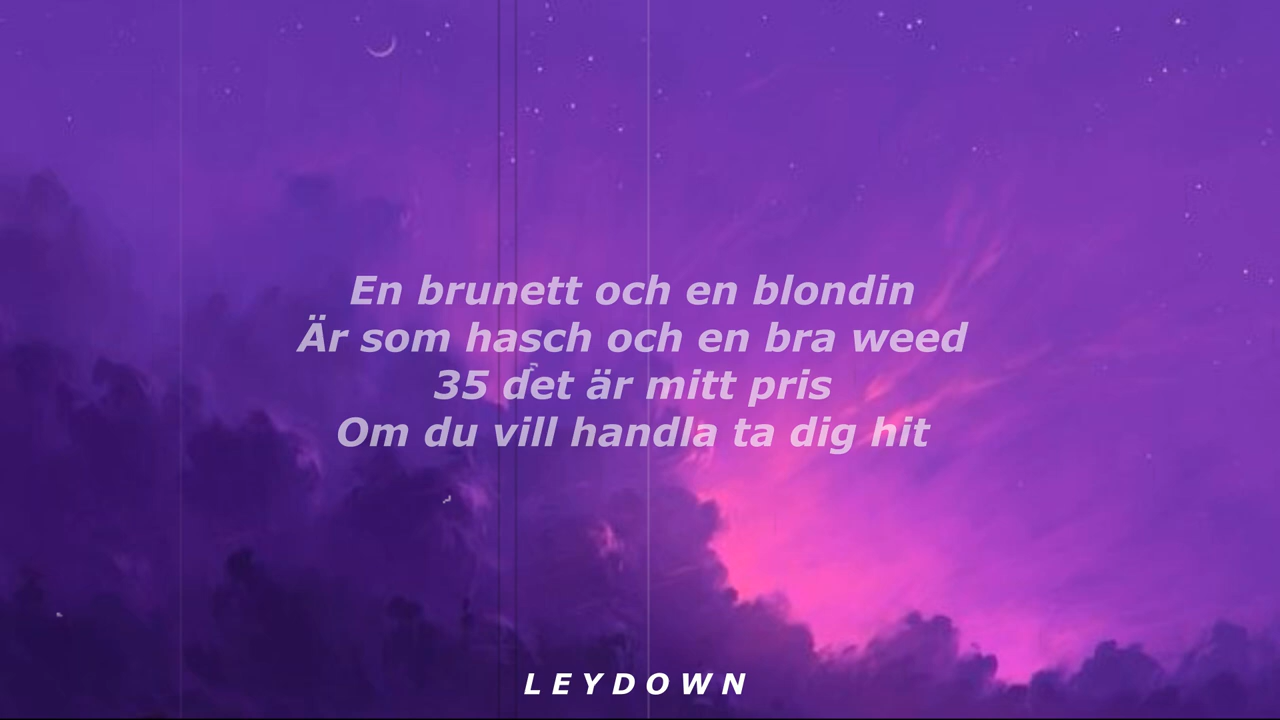 En brunett och en blondin
Är som hasch och en bra weed
35 det är mitt pris
Om du vill handla ta dig hit
LEYDOWN